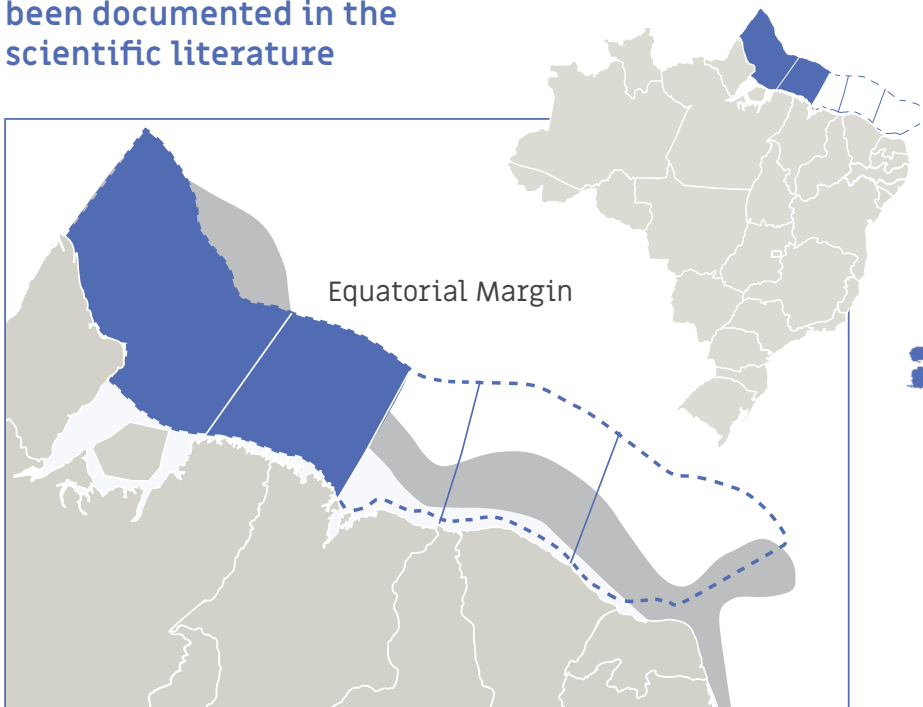 been documented in the
scientific literature
Equatorial Margin